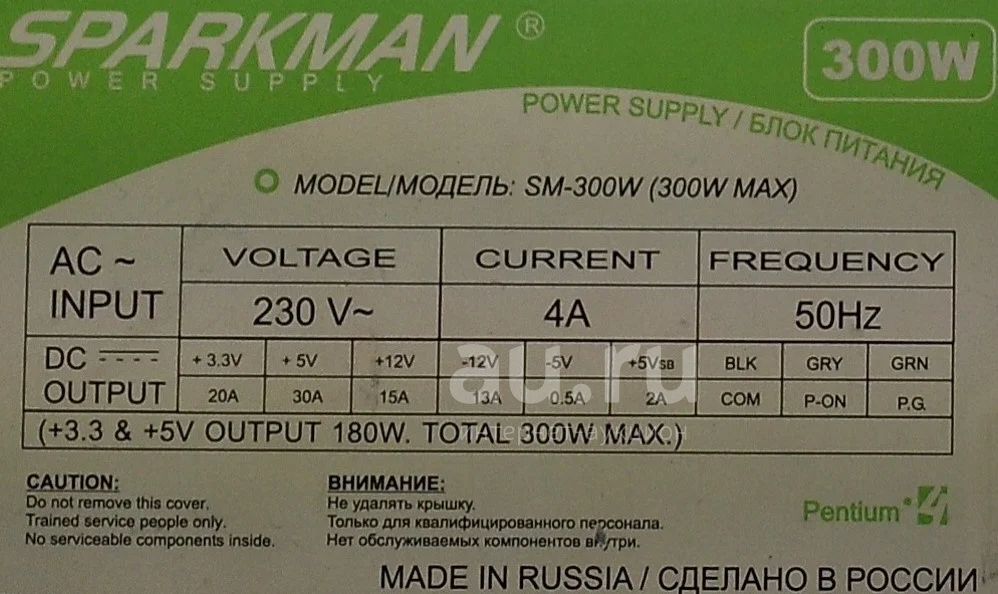 SPARKMAN®
POWER SUPPLY
300W
POWER SUPPLY / БЛОК ПИТАНИЯ
MODEL/МОДЕЛЬ: SM-300W (300W MAX)
AC ~ INPUT VOLTAGE CURRENT FREQUENCY
230 V~ 4A 50Hz
DC OUTPUT + 3.3V + 5V +12V -12V -5V +5VSB BLK GRY GRN
20A 30A 15A 13A 0.5A 2A COM P-ON P.G.
(+3.3 & +5V OUTPUT 180W. TOTAL 300W MAX.)
au.ru
CAUTION:
Do not remove this cover.
Trained service people only.
No serviceable components inside.
ВНИМАНИЕ:
Не удалять крышку.
Только для квалифицированного персонала.
Нет обслуживаемых компонентов внутри.
Pentium® 4
MADE IN RUSSIA / СДЕЛАНО В РОССИИ